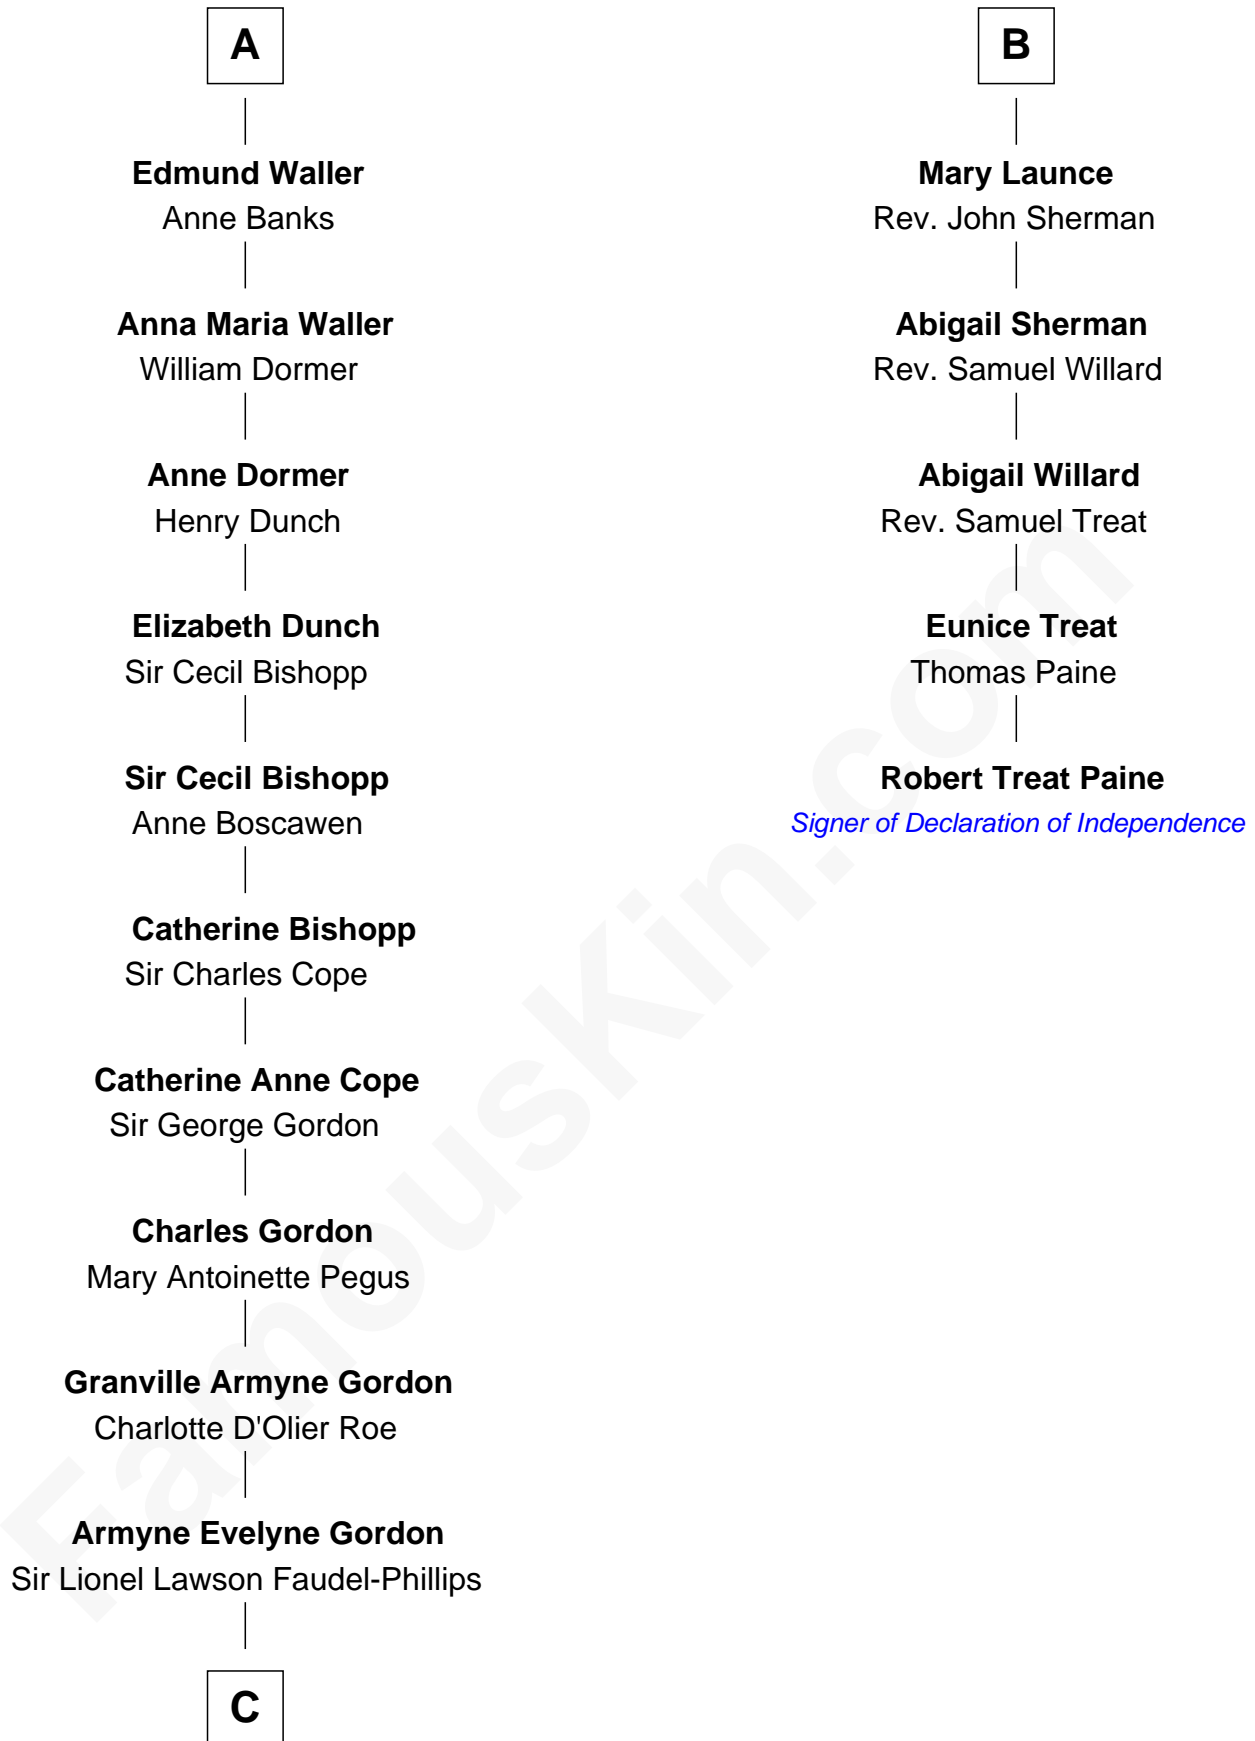 A
Edmund Waller
Anne Banks
Anna Maria Waller
William Dormer
Anne Dormer
Henry Dunch
Elizabeth Dunch
Sir Cecil Bishopp
Sir Cecil Bishopp
Anne Boscawen
Catherine Bishopp
Sir Charles Cope
Catherine Anne Cope
Sir George Gordon
Charles Gordon
Mary Antoinette Pegus
Granville Armyne Gordon
Charlotte D'Olier Roe
Armyne Evelyne Gordon
Sir Lionel Lawson Faudel-Phillips
C
B
Mary Launce
Rev. John Sherman
Abigail Sherman
Rev. Samuel Willard
Abigail Willard
Rev. Samuel Treat
Eunice Treat
Thomas Paine
Robert Treat Paine
Signer of Declaration of Independence
FamousKin.com